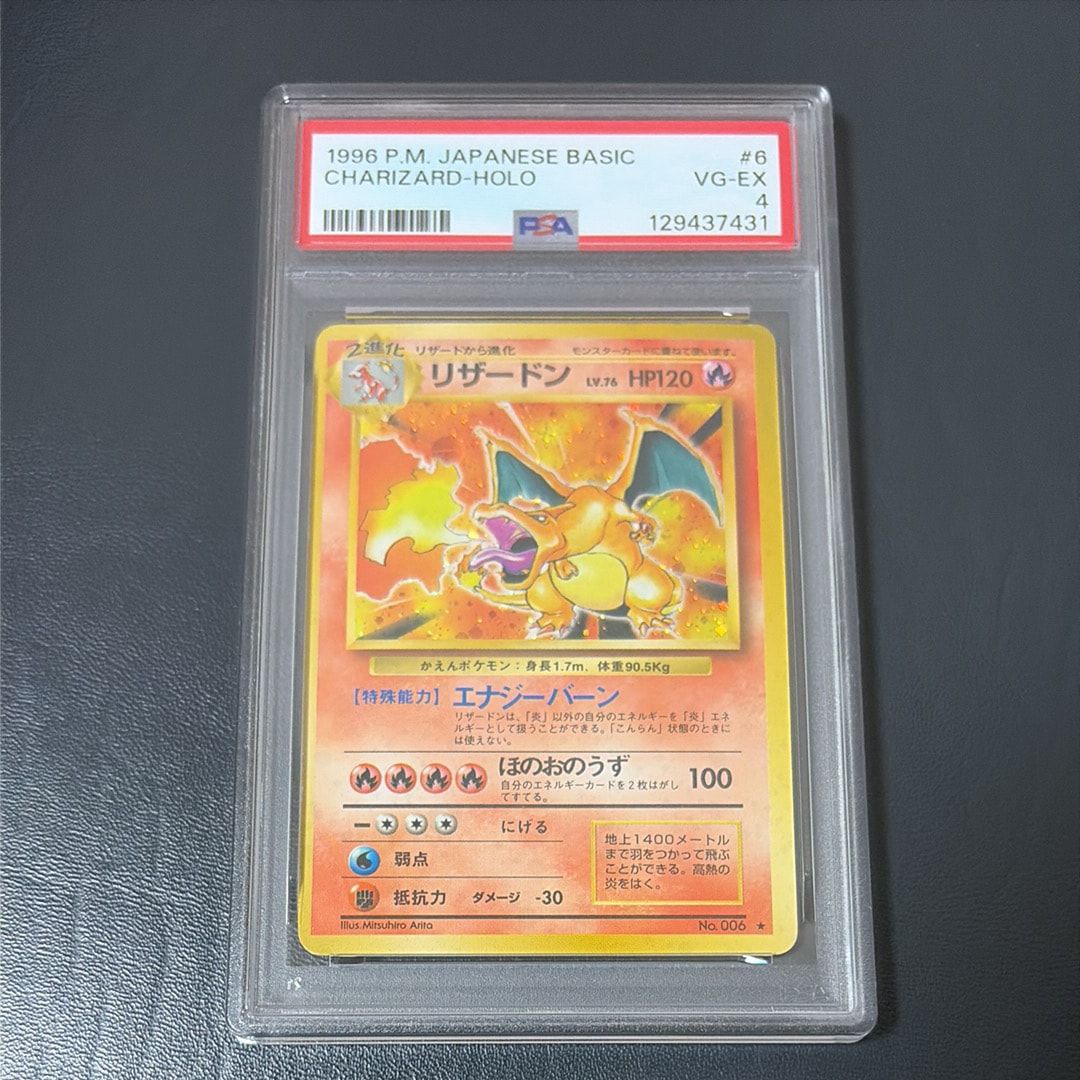 1996 P.M. JAPANESE BASIC #6
CHARIZARD-HOLO VG-EX
4
PSA 129437431
2進化 リザードから進化 モンスターカードに重ねて使います。
リザードン LV.76 HP120
かえんポケモン：身長1.7m，体重90.5Kg
【特殊能力】エナジーバーン
リザードンは、「炎」以外の自分のエネルギーを「炎」エネ
ルギーとして扱うことができる。「こんらん」状態のときに
は使えない。
ほのおのうず 100
自分のエネルギーカードを2枚はがし
てすてる。
にげる
弱点
抵抗力 ダメージ -30
地上1400メートル
まで羽をつかって飛ぶ
ことができる。高熱の
炎をはく。
Illus. Mitsuhiro Arita No. 006 ★